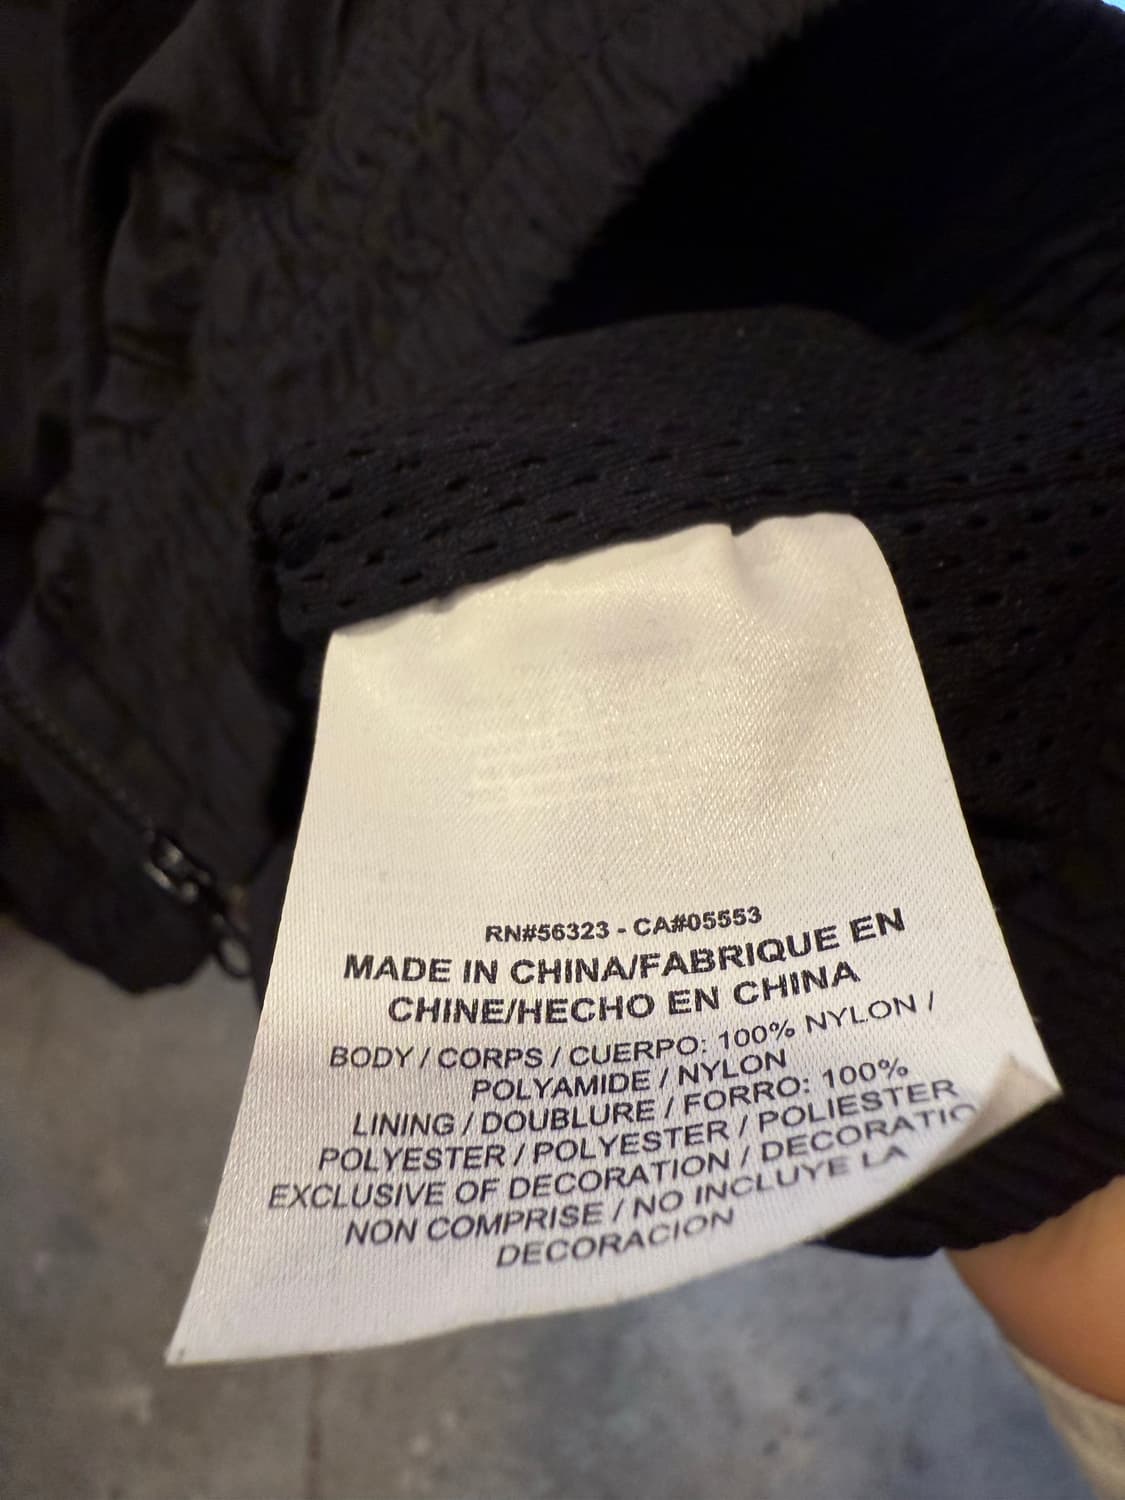 RN#56323 - CA#05553
MADE IN CHINA/FABRIQUE EN
CHINE/HECHO EN CHINA
BODY / CORPS / CUERPO: 100% NYLON /
POLYAMIDE / NYLON
LINING / DOUBLURE / FORRO: 100%
POLYESTER / POLYESTER / POLIESTER
EXCLUSIVE OF DECORATION / DECORATIO
NON COMPRISE / NO INCLUYE LA
DECORACION